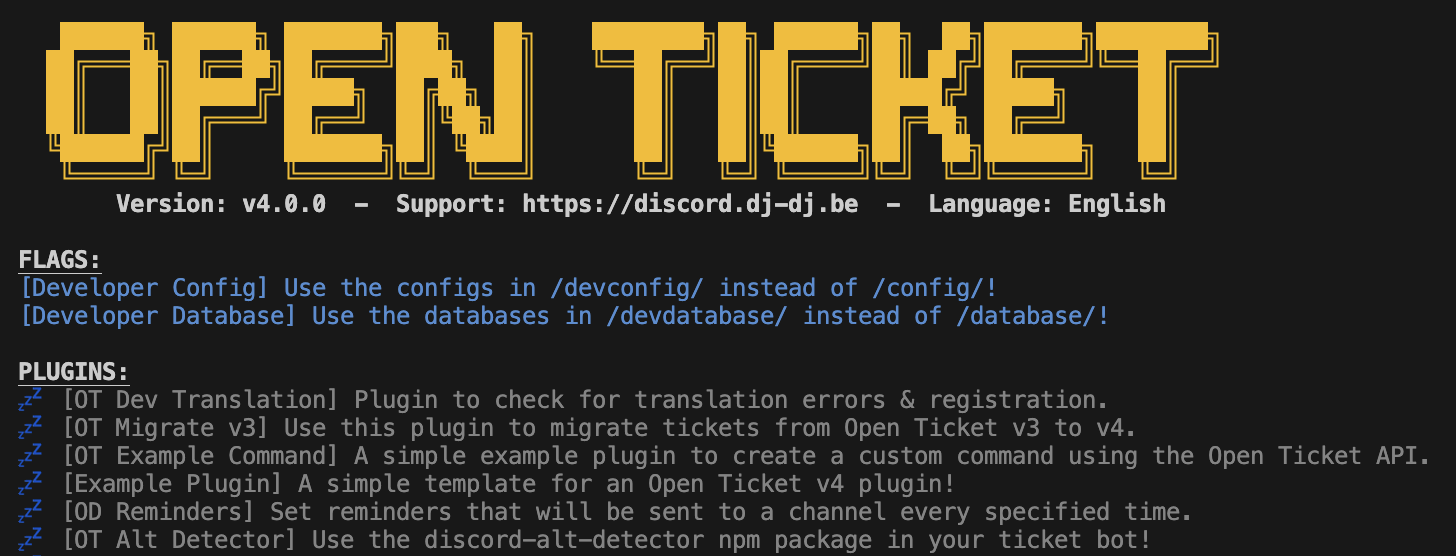 OPEN TICKET
Version: v4.0.0 - Support: https://discord.dj-dj.be - Language: English
FLAGS:
[Developer Config] Use the configs in /devconfig/ instead of /config/!
[Developer Database] Use the databases in /devdatabase/ instead of /database/!
PLUGINS:
💤 [OT Dev Translation] Plugin to check for translation errors & registration.
💤 [OT Migrate v3] Use this plugin to migrate tickets from Open Ticket v3 to v4.
💤 [OT Example Command] A simple example plugin to create a custom command using the Open Ticket API.
💤 [Example Plugin] A simple template for an Open Ticket v4 plugin!
💤 [OD Reminders] Set reminders that will be sent to a channel every specified time.
💤 [OT Alt Detector] Use the discord-alt-detector npm package in your ticket bot!